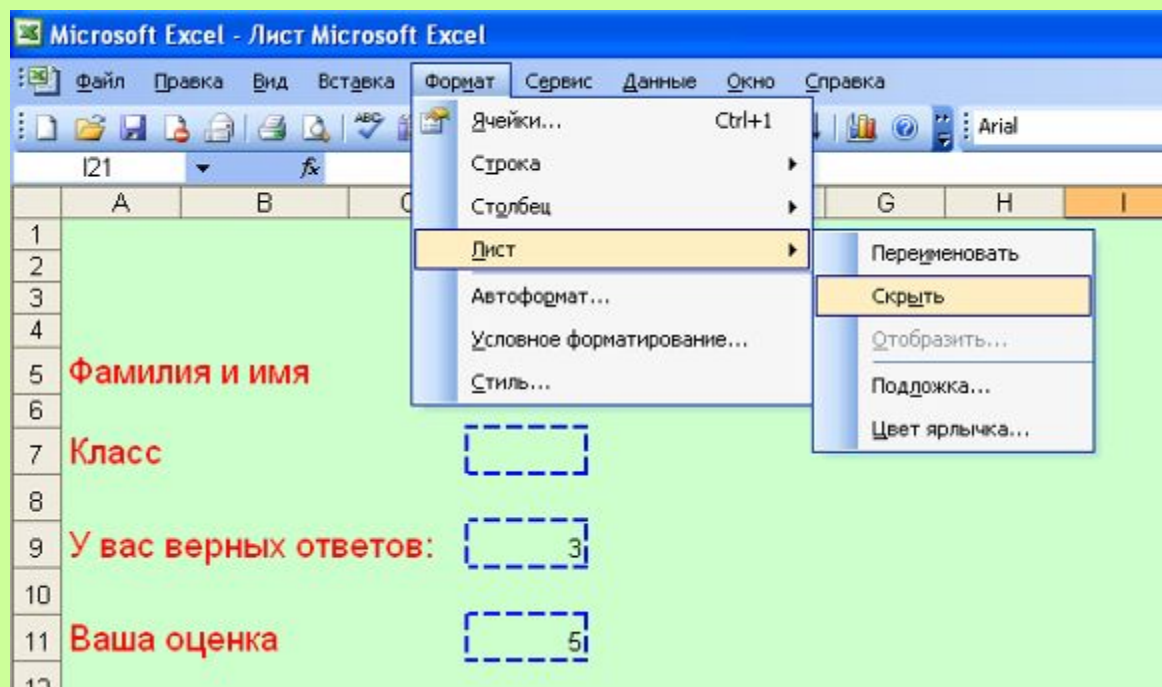 Microsoft Excel - Лист Microsoft Excel
Файл Правка Вид Вставка Формат Сервис Данные Окно Справка
ABC Arial
I21 fx
A B C G H I
Ячейки... Ctrl+1
Строка
Столбец
Лист
Автоформат...
Условное форматирование...
Стиль...
Переименовать
Скрыть
Отобразить...
Подложка...
Цвет ярлычка...
1
2
3
4
5 Фамилия и имя
6
7 Класс
8
9 У вас верных ответов: 3
10
11 Ваша оценка 5
12